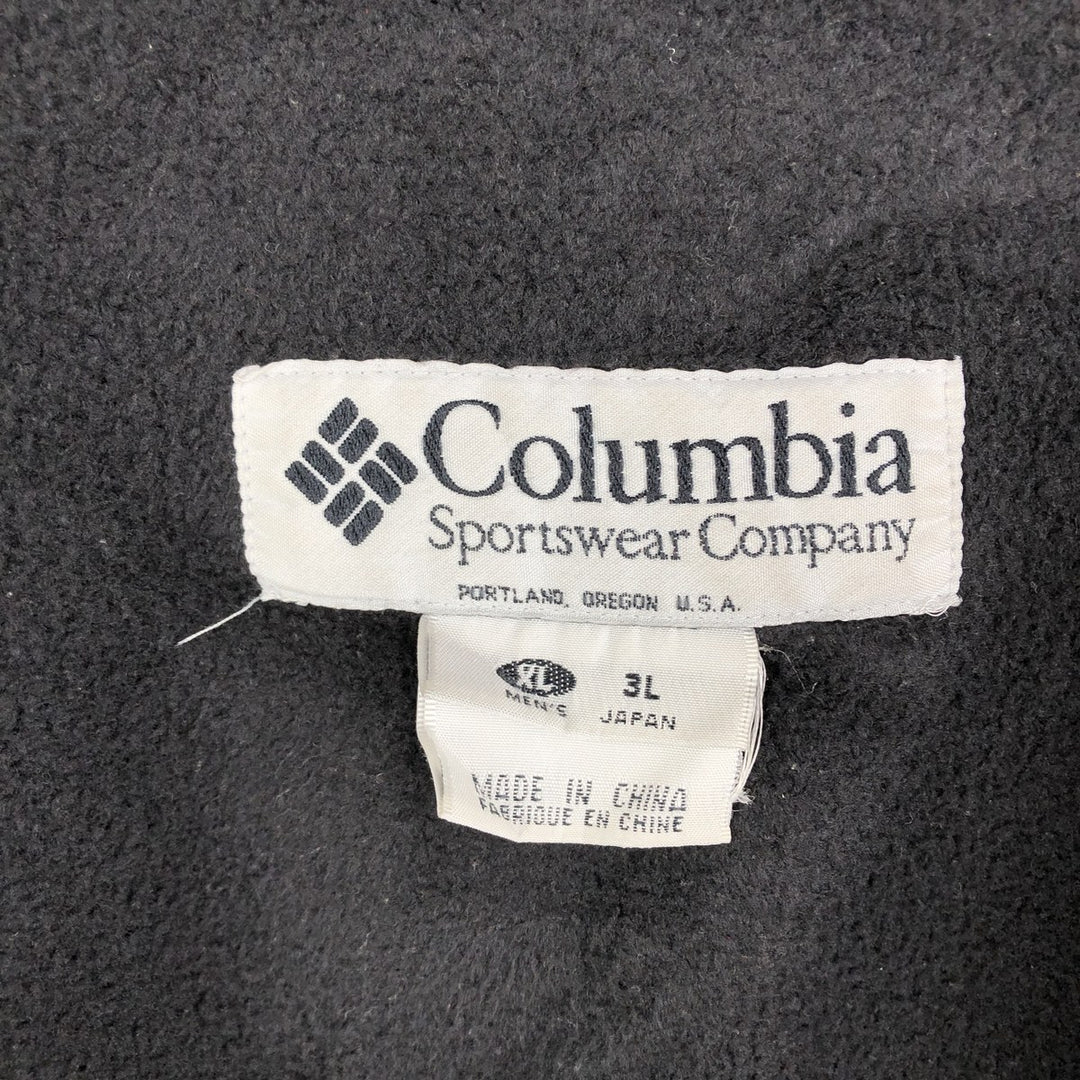 Columbia
Sportswear Company
PORTLAND, OREGON U.S.A.
XL 3L
MEN'S JAPAN
MADE IN CHINA
FABRIQUE EN CHINE